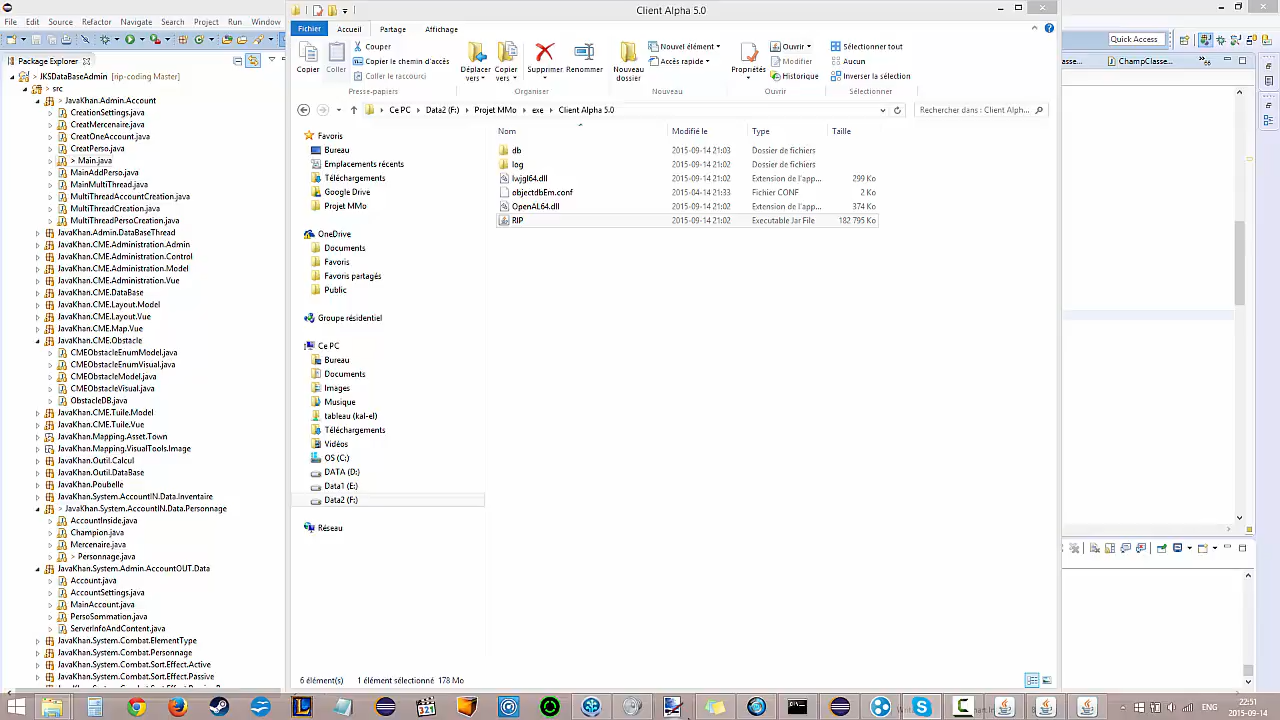 Client Alpha 5.0
File Edit Source Refactor Navigate Search Project Run Window
Fichier Accueil Partage Affichage
Copier
Coller
Couper
Copier le chemin d'accès
Coller le raccourci
Presse-papiers
Déplacer vers
Copier vers
Supprimer
Renommer
Organiser
Nouveau dossier
Nouvel élément
Accès rapide
Nouveau
Propriétés
Ouvrir
Modifier
Historique
Ouvrir
Sélectionner tout
Aucun
Inverser la sélection
Sélectionner
Quick Access
ChampClasse...
Ce PC Data2 (F:) Projet MMo exe Client Alpha 5.0
Rechercher dans : Client Alph...
Package Explorer
> JKSDataBaseAdmin [rip-coding Master]
> src
> JavaKhan.Admin.Account
CreationSettings.java
CreatMercenaire.java
CreatOneAccount.java
CreatPerso.java
> Main.java
MainAddPerso.java
MainMultiThread.java
MultiThreadAccountCreation.java
MultiThreadCreation.java
MultiThreadPersoCreation.java
JavaKhan.Admin.DataBaseThread
JavaKhan.CME.Administration.Admin
JavaKhan.CME.Administration.Control
JavaKhan.CME.Administration.Model
JavaKhan.CME.Administration.Vue
JavaKhan.CME.DataBase
JavaKhan.CME.Layout.Model
JavaKhan.CME.Layout.Vue
JavaKhan.CME.Map.Vue
JavaKhan.CME.Obstacle
CMEObstacleEnumModel.java
CMEObstacleEnumVisual.java
CMEObstacleModel.java
CMEObstacleVisual.java
ObstacleDB.java
JavaKhan.CME.Tuile.Model
JavaKhan.CME.Tuile.Vue
JavaKhan.Mapping.Asset.Town
JavaKhan.Mapping.VisualTools.Image
JavaKhan.Outil.Calcul
JavaKhan.Outil.DataBase
JavaKhan.Poubelle
JavaKhan.System.AccountIN.Data.Inventaire
> JavaKhan.System.AccountIN.Data.Personnage
AccountInside.java
Champion.java
Mercenaire.java
> Personnage.java
JavaKhan.System.Admin.AccountOUT.Data
Account.java
AccountSettings.java
MainAccount.java
PersoSommation.java
ServerInfoAndContent.java
JavaKhan.System.Combat.ElementType
JavaKhan.System.Combat.Personnage
JavaKhan.System.Combat.Sort.Effect.Active
JavaKhan.System.Combat.Sort.Effect.Passive
Favoris
Bureau
Emplacements récents
Téléchargements
Google Drive
Projet MMo
OneDrive
Documents
Favoris
Favoris partagés
Public
Groupe résidentiel
Ce PC
Bureau
Documents
Images
Musique
tableau (kal-el)
Téléchargements
Vidéos
OS (C:)
DATA (D:)
Data1 (E:)
Data2 (F:)
Réseau
Nom Modifié le Type Taille
db 2015-09-14 21:03 Dossier de fichiers
log 2015-09-14 21:02 Dossier de fichiers
lwjgl64.dll 2015-09-14 21:02 Extension de l'app... 299 Ko
objectdbEm.conf 2015-04-14 21:33 Fichier CONF 2 Ko
OpenAL64.dll 2015-09-14 21:02 Extension de l'app... 374 Ko
RIP 2015-09-14 21:02 Executable Jar File 182 795 Ko
6 élément(s) 1 élément sélectionné 178 Mo
ENG
22:51
2015-09-14